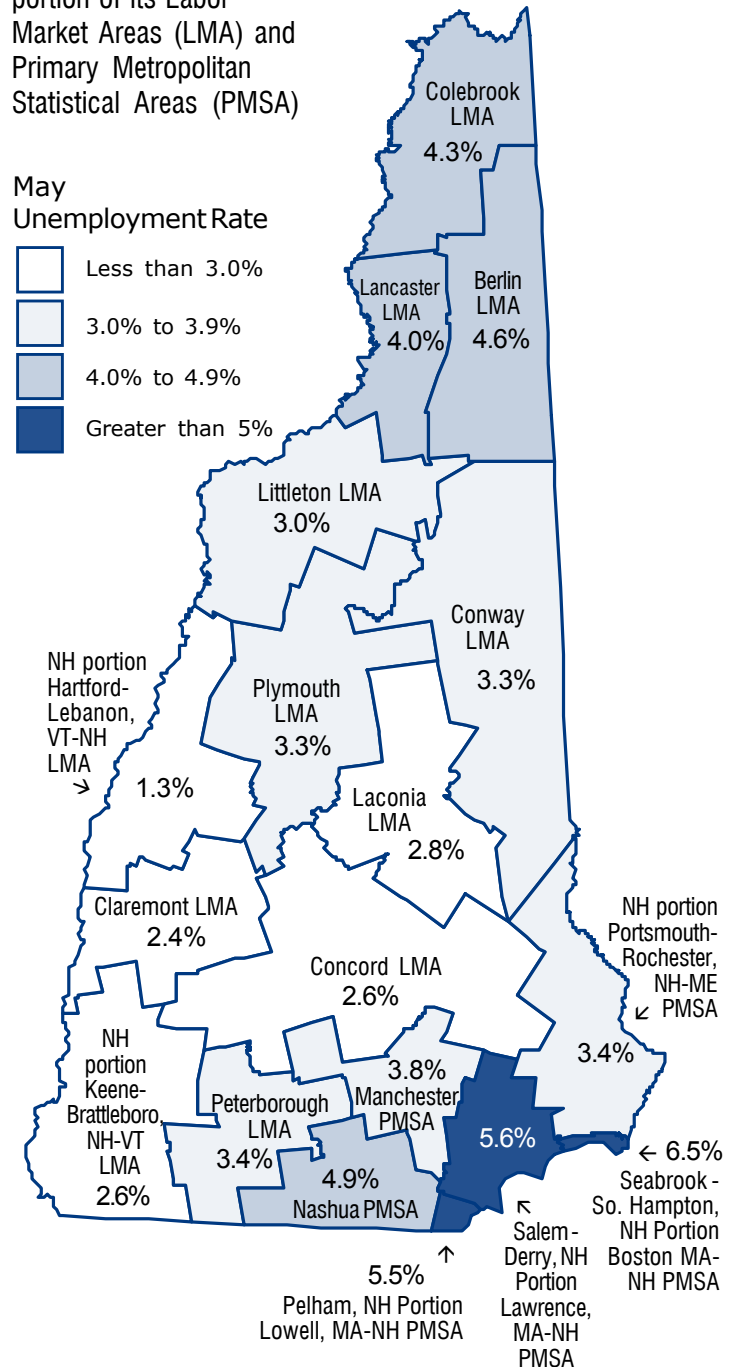 portion of its Labor
Market Areas (LMA) and
Primary Metropolitan
Statistical Areas (PMSA)
May
Unemployment Rate
Less than 3.0%
3.0% to 3.9%
4.0% to 4.9%
Greater than 5%
Colebrook
LMA
4.3%
Lancaster
LMA
4.0%
Berlin
LMA
4.6%
Littleton LMA
3.0%
Conway
LMA
3.3%
NH portion
Hartford-
Lebanon,
VT-NH
LMA
1.3%
Plymouth
LMA
3.3%
Laconia
LMA
2.8%
Claremont LMA
2.4%
Concord LMA
2.6%
NH portion
Portsmouth-
Rochester,
NH-ME
PMSA
3.4%
NH
portion
Keene-
Brattleboro,
NH-VT
LMA
2.6%
Peterborough
LMA
3.4%
3.8%
Manchester
PMSA
4.9%
Nashua PMSA
5.6%
6.5%
Seabrook -
So. Hampton,
NH Portion
Boston MA-
NH PMSA
Salem-
Derry, NH
Portion
Lawrence,
MA-NH
PMSA
5.5%
Pelham, NH Portion
Lowell, MA-NH PMSA